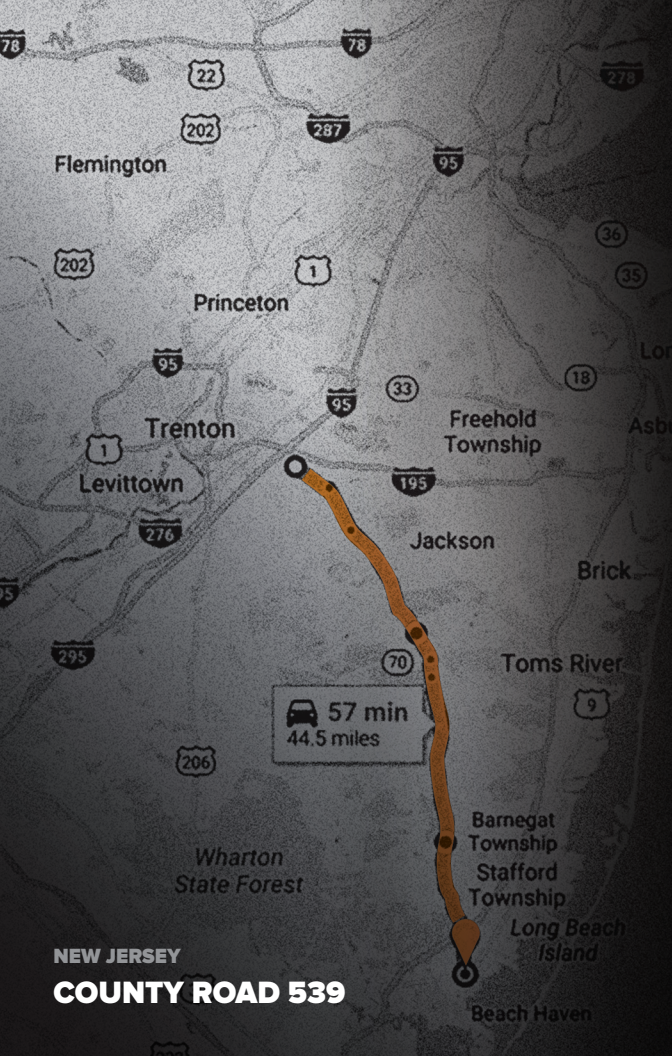 78
78
22
278
202
287
95
Flemington
36
202
1
35
Princeton
Lon
95
18
33
95
Freehold
Township
Asbu
Trenton
1
195
Levittown
276
Jackson
Brick
95
295
70
Toms River
9
57 min
44.5 miles
206
Barnegat
Township
Wharton
State Forest
Stafford
Township
Long Beach
Island
NEW JERSEY
COUNTY ROAD 539
Beach Haven